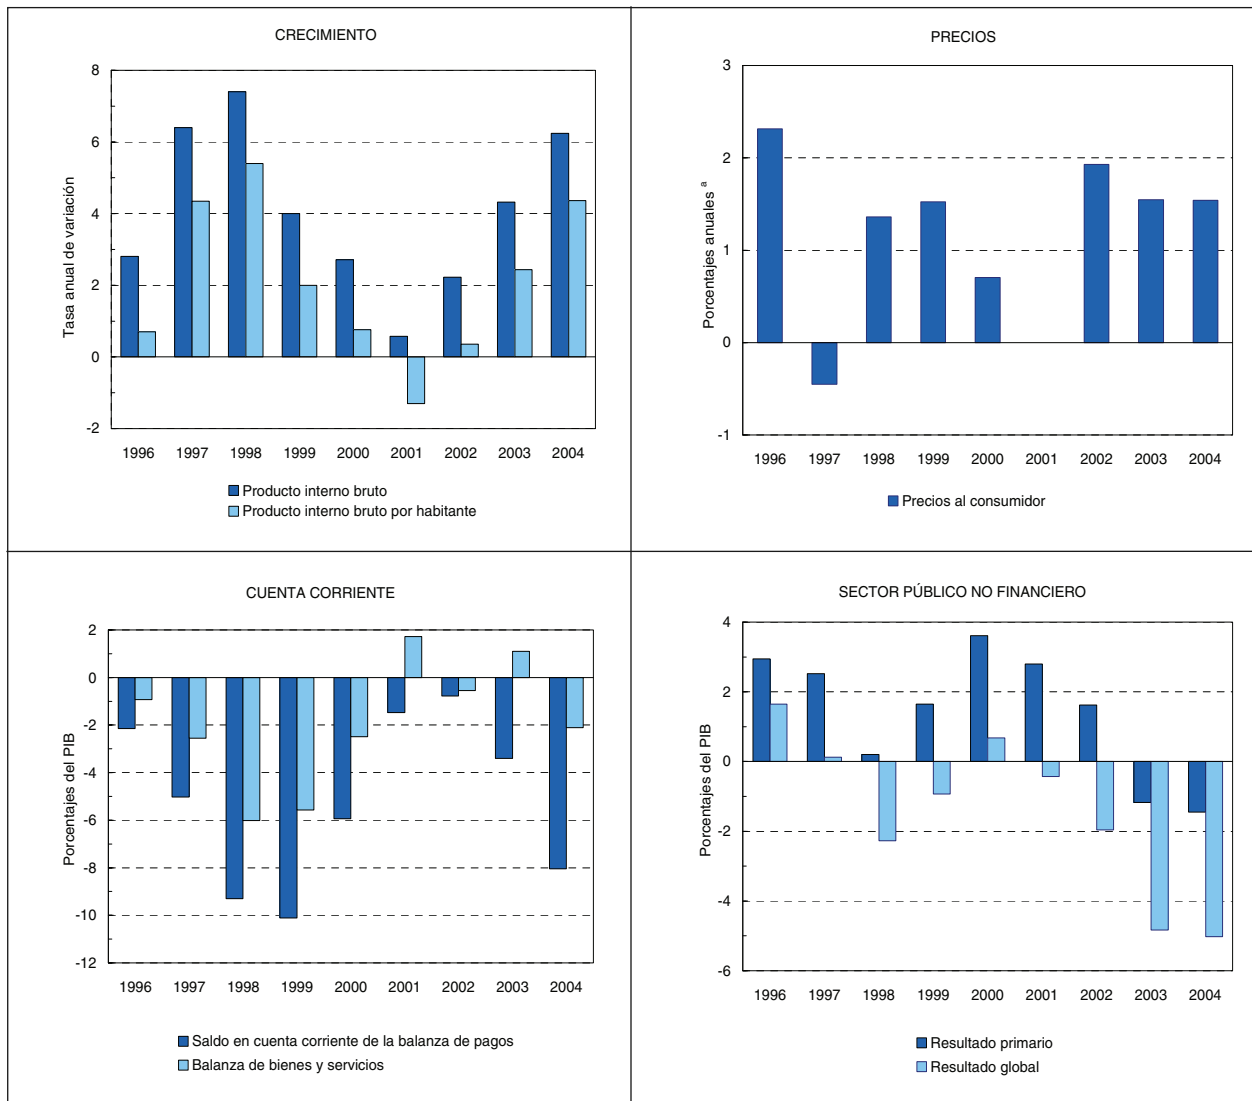 CRECIMIENTO
Tasa anual de variación
8
6
4
2
0
-2
1996 1997 1998 1999 2000 2001 2002 2003 2004
Producto interno bruto
Producto interno bruto por habitante
PRECIOS
Porcentajes anuales a
3
2
1
0
-1
1996 1997 1998 1999 2000 2001 2002 2003 2004
Precios al consumidor
CUENTA CORRIENTE
Porcentajes del PIB
2
0
-2
-4
-6
-8
-10
-12
1996 1997 1998 1999 2000 2001 2002 2003 2004
Saldo en cuenta corriente de la balanza de pagos
Balanza de bienes y servicios
SECTOR PÚBLICO NO FINANCIERO
Porcentajes del PIB
4
2
0
-2
-4
-6
1996 1997 1998 1999 2000 2001 2002 2003 2004
Resultado primario
Resultado global